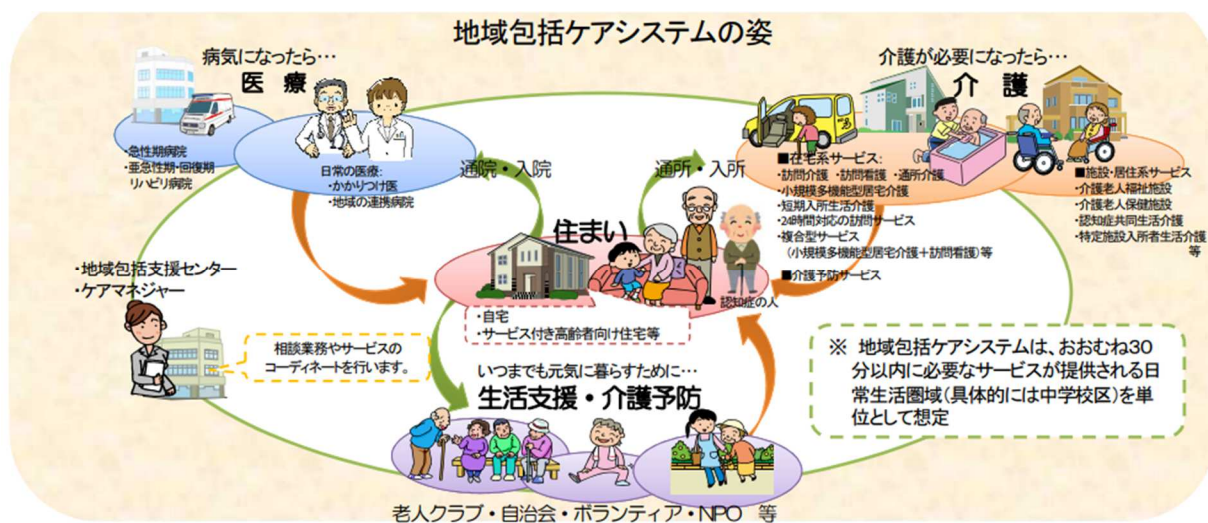 地域包括ケアシステムの姿
病気になったら…
医 療
・急性期病院
・亜急性期・回復期
リハビリ病院
日常の医療:
・かかりつけ医
・地域の連携病院
通院・入院
通所・入所
介護が必要になったら…
介 護
■在宅系サービス:
・訪問介護 ・訪問看護 ・通所介護
・小規模多機能型居宅介護
・短期入所生活介護
・24時間対応の訪問サービス
・複合型サービス
(小規模多機能型居宅介護+訪問看護)等
■介護予防サービス
■施設・居住系サービス
・介護老人福祉施設
・介護老人保健施設
・認知症共同生活介護
・特定施設入所者生活介護
等
住まい
認知症の人
・自宅
・サービス付き高齢者向け住宅等
・地域包括支援センター
・ケアマネジャー
相談業務やサービスの
コーディネートを行います。
いつまでも元気に暮らすために…
生活支援・介護予防
老人クラブ・自治会・ボランティア・NPO 等
※ 地域包括ケアシステムは、おおむね30
分以内に必要なサービスが提供される日
常生活圏域(具体的には中学校区)を単
位として想定